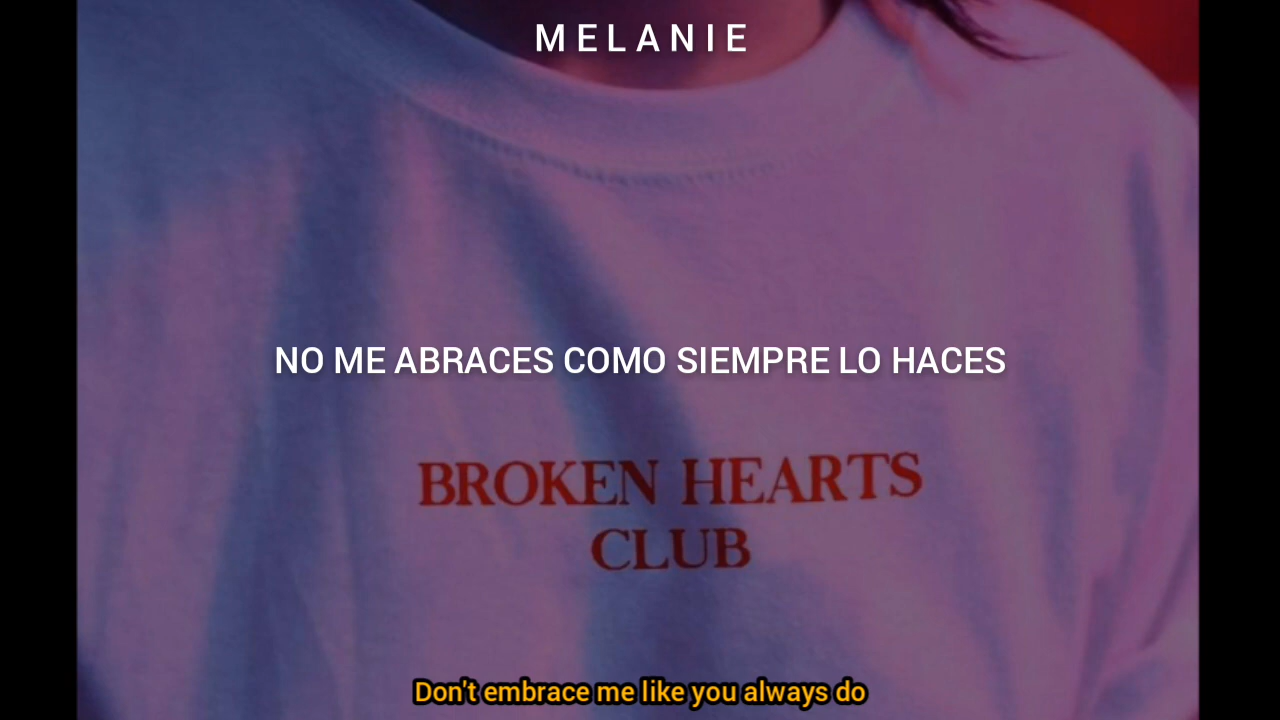 MELANIE
NO ME ABRACES COMO SIEMPRE LO HACES
BROKEN HEARTS
CLUB
Don't embrace me like you always do